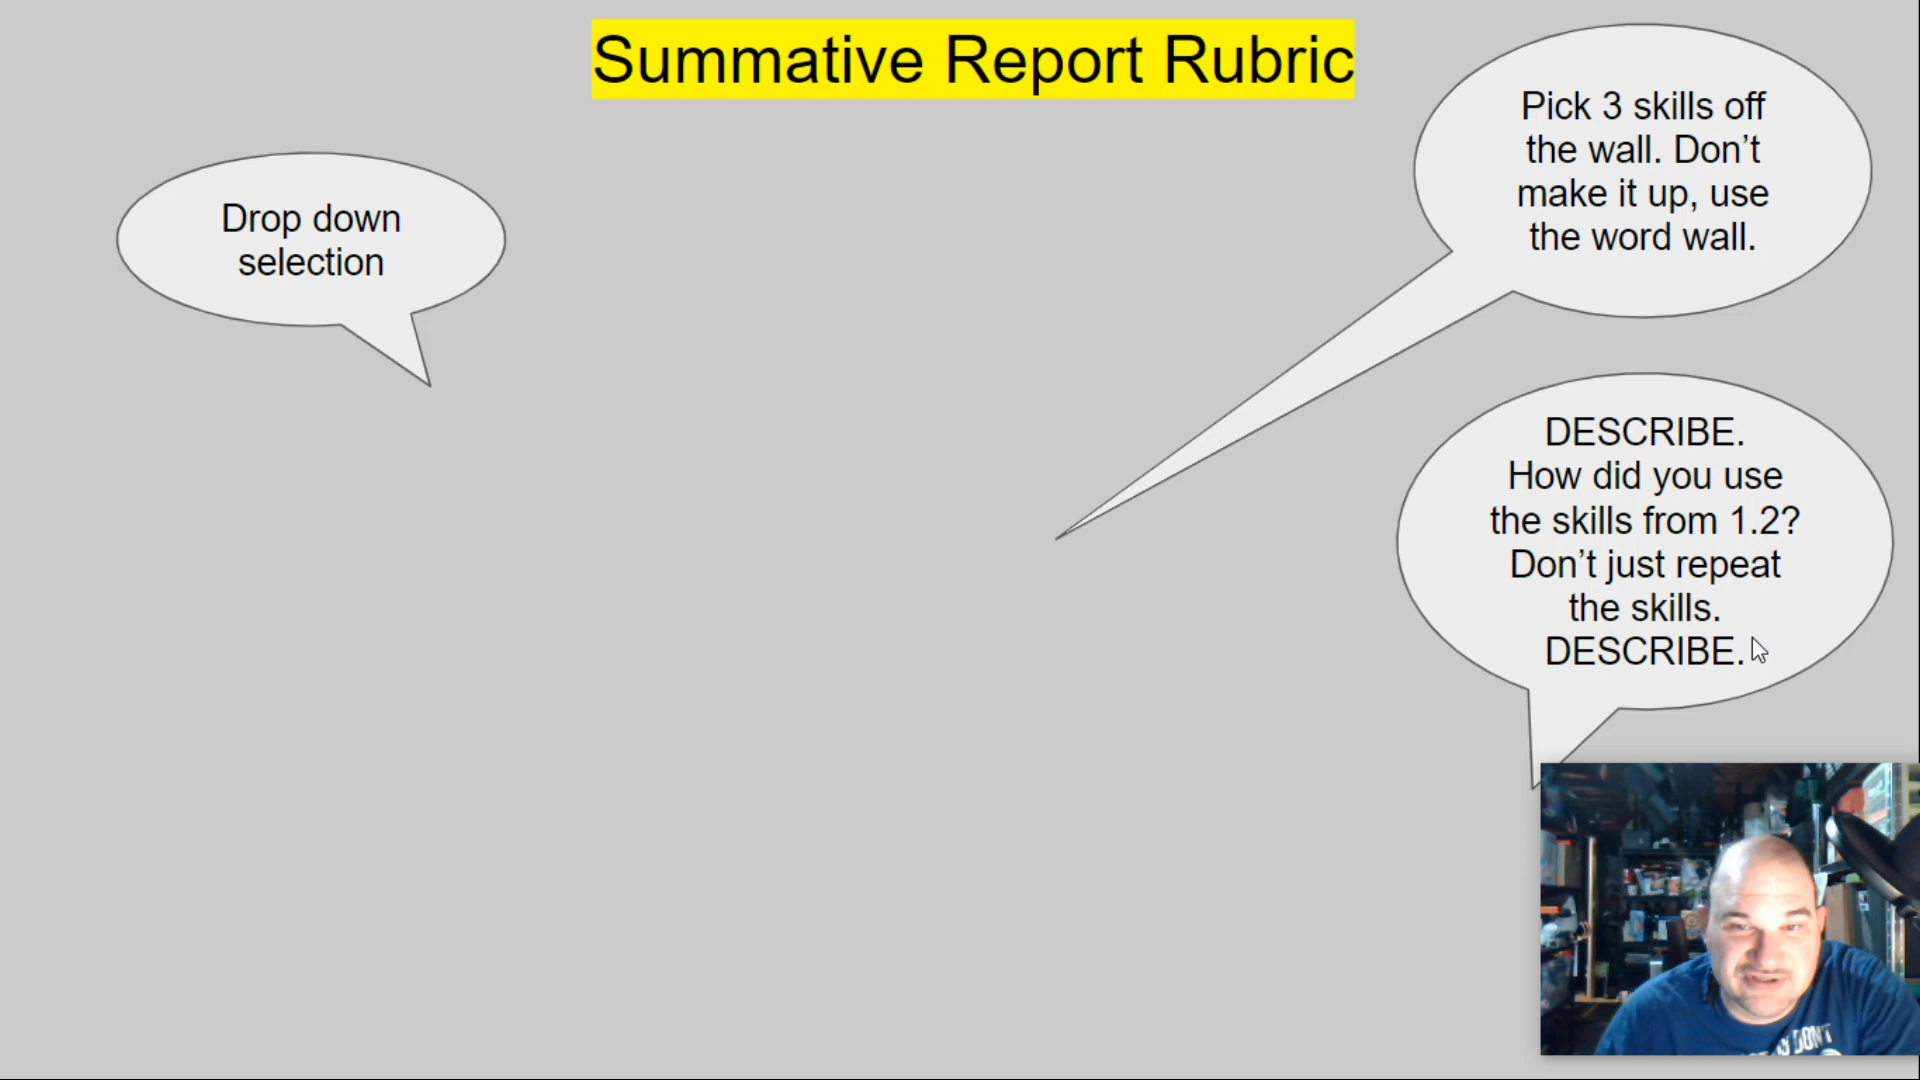 Summative Report Rubric
Drop down
selection
Pick 3 skills off
the wall. Don’t
make it up, use
the word wall.
DESCRIBE.
How did you use
the skills from 1.2?
Don’t just repeat
the skills.
DESCRIBE.
DON'T